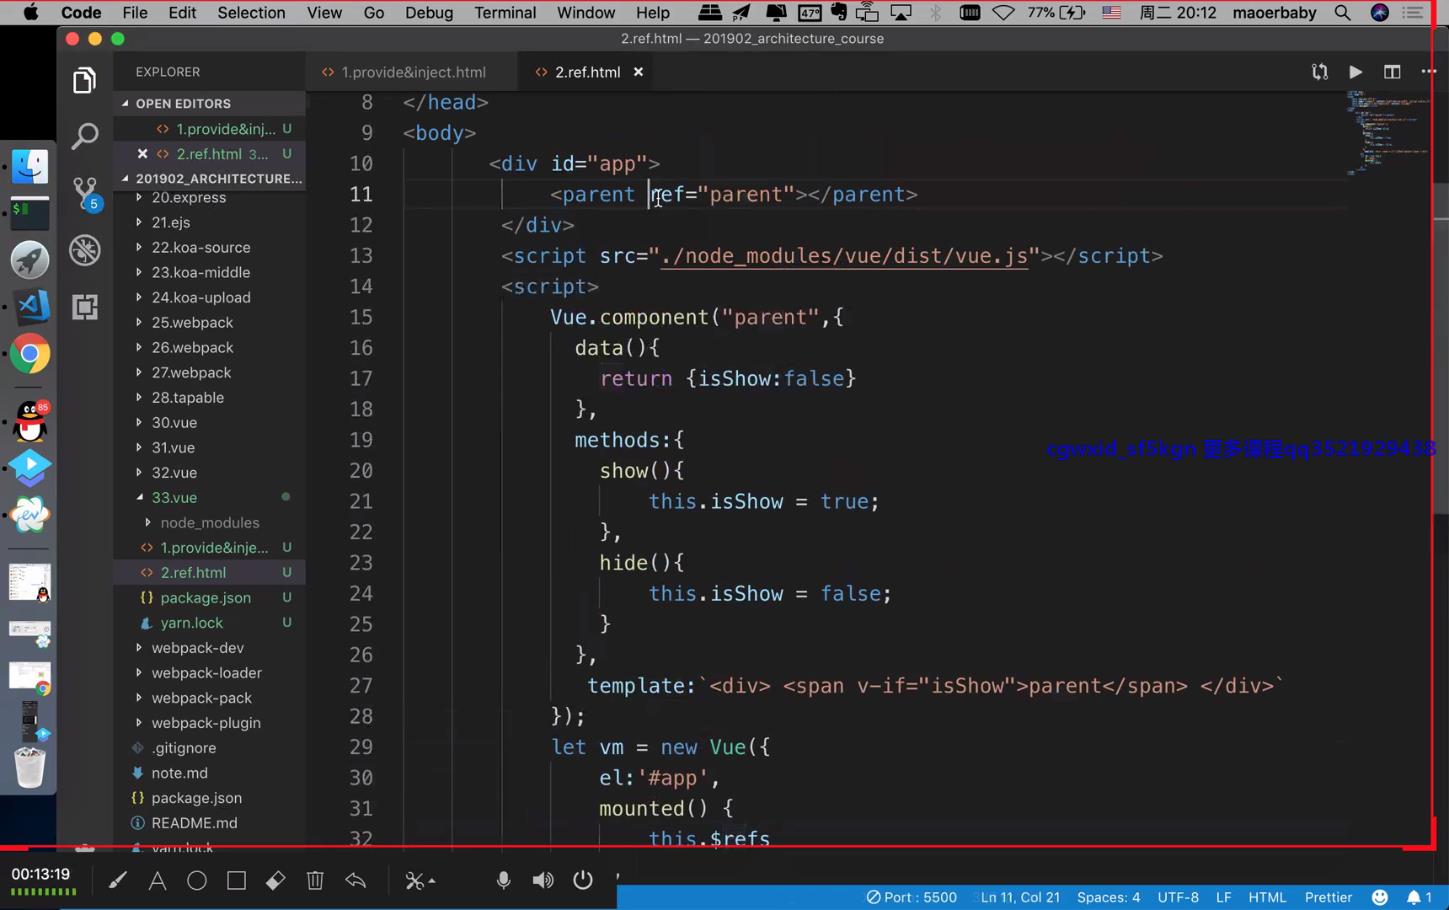 Code File Edit Selection View Go Debug Terminal Window Help 47° 77% 周二 20:12 maoerbaby
2.ref.html — 201902_architecture_course
EXPLORER
1.provide&inject.html
2.ref.html
OPEN EDITORS
1.provide&inj... U
2.ref.html 3... U
201902_ARCHITECTURE...
20.express
21.ejs
22.koa-source
23.koa-middle
24.koa-upload
25.webpack
26.webpack
27.webpack
28.tapable
30.vue
31.vue
32.vue
33.vue
node_modules
1.provide&inje... U
2.ref.html U
package.json U
yarn.lock U
webpack-dev
webpack-loader
webpack-pack
webpack-plugin
.gitignore
note.md
package.json
README.md
yarn.lock
5
85
8 </head>
9 <body>
10 <div id="app">
11 <parent ref="parent"></parent>
12 </div>
13 <script src="./node_modules/vue/dist/vue.js"></script>
14 <script>
15 Vue.component("parent",{
16 data(){
17 return {isShow:false}
18 },
19 methods:{
20 show(){
21 this.isShow = true;
22 },
23 hide(){
24 this.isShow = false;
25 }
26 },
27 template:`<div> <span v-if="isShow">parent</span> </div>`
28 });
29 let vm = new Vue({
30 el:'#app',
31 mounted() {
32 this.$refs
cgwxid_sf5kgn 更多课程qq3521929438
00:13:19
Port : 5500 Ln 11, Col 21 Spaces: 4 UTF-8 LF HTML Prettier 1